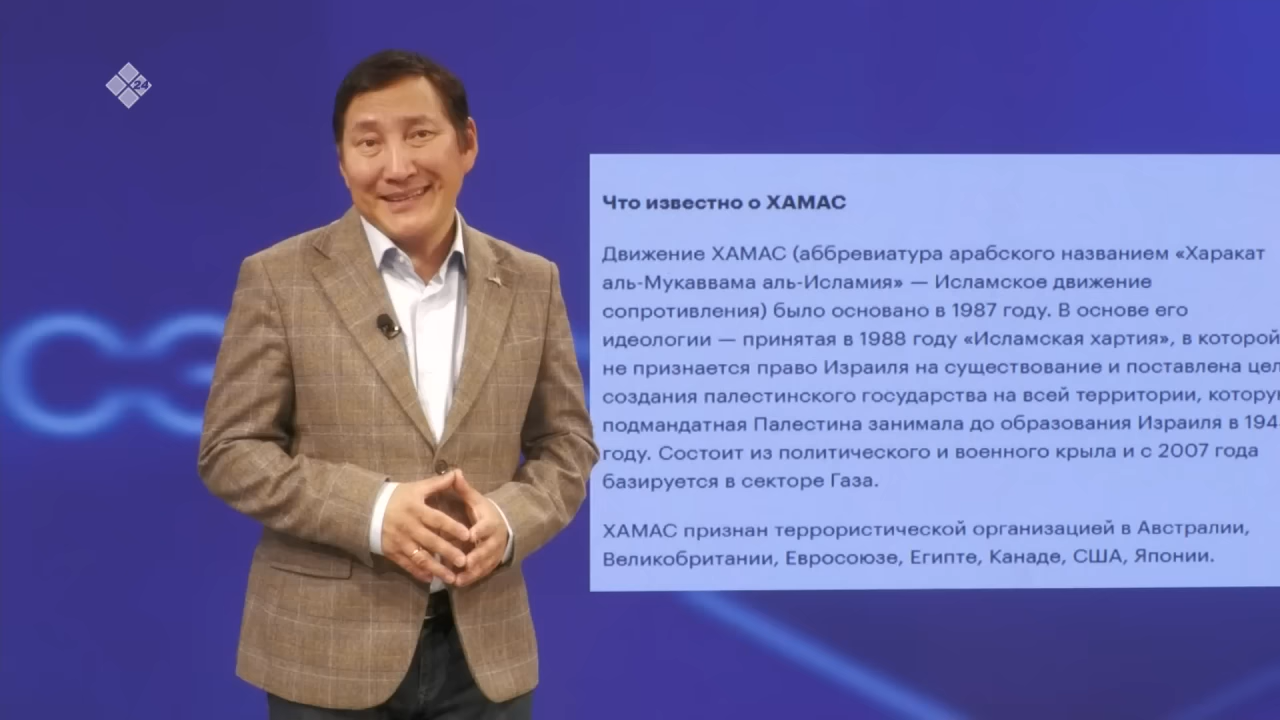 24
Что известно о ХАМАС
Движение ХАМАС (аббревиатура арабского названием «Харакат
аль-Мукаввама аль-Исламия» — Исламское движение
сопротивления) было основано в 1987 году. В основе его
идеологии — принятая в 1988 году «Исламская хартия», в которой
не признается право Израиля на существование и поставлена
создания палестинского государства на всей территории,
подмандатная Палестина занимала до образования Израиля в
году. Состоит из политического и военного крыла и с 2007 года
базируется в секторе Газа.
ХАМАС признан террористической организацией в Австралии,
Великобритании, Евросоюзе, Египте, Канаде, США, Японии.